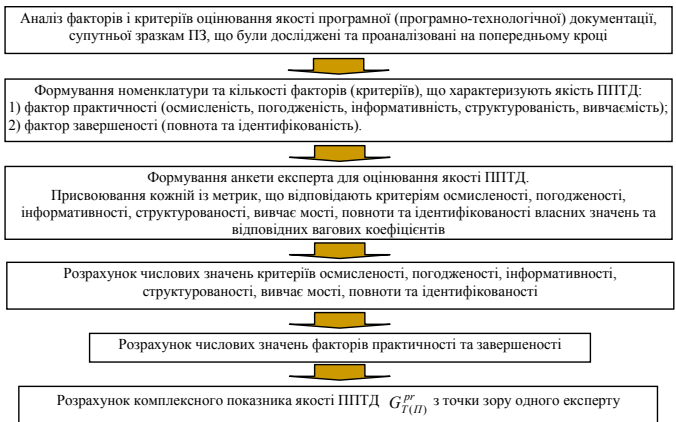 Аналіз факторів і критеріїв оцінювання якості програмної (програмно-технологічної) документації,
супутньої зразкам ПЗ, що були досліджені та проаналізовані на попередньому кроці
Формування номенклатури та кількості факторів (критеріїв), що характеризують якість ППТД:
1) фактор практичності (осмисленість, погодженість, інформативність, структурованість, вивчаємість);
2) фактор завершеності (повнота та ідентифікованість).
Формування анкети експерта для оцінювання якості ППТД.
Присвоювання кожній із метрик, що відповідають критеріям осмисленості, погодженості,
інформативності, структурованості, вивчає мості, повноти та ідентифікованості власних значень та
відповідних вагових коефіцієнтів
Розрахунок числових значень критеріїв осмисленості, погодженості, інформативності,
структурованості, вивчає мості, повноти та ідентифікованості
Розрахунок числових значень факторів практичності та завершеності
Розрахунок комплексного показника якості ППТД G^{pr}_{T(П)} з точки зору одного експерту